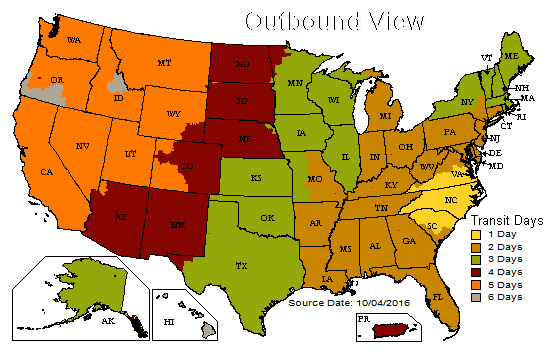 Outbound View
WA
MT
ND
MN
ME
VT
OR
ID
SD
WI
NH
MA
NY
WY
MI
RI
CT
NE
IA
PA
NJ
NV
UT
IL
IN
OH
DE
MD
CO
WV
VA
CA
KS
MO
KY
NC
TN
AZ
NM
OK
AR
SC
Transit Days
1 Day
2 Days
3 Days
4 Days
5 Days
6 Days
MS
AL
GA
TX
LA
FL
Source Date: 10/04/2016
AK
HI
PR